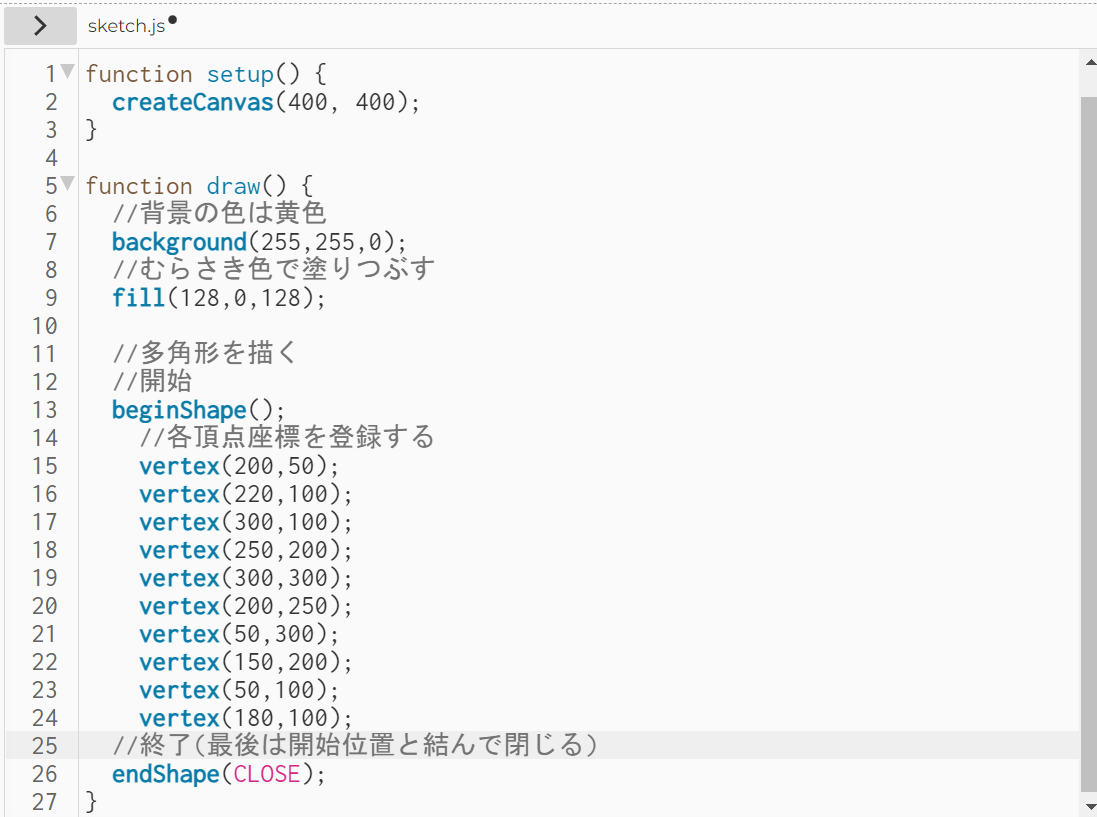 sketch.js●
1 function setup() {
2   createCanvas(400, 400);
3 }
4
5 function draw() {
6   //背景の色は黄色
7   background(255,255,0);
8   //むらさき色で塗りつぶす
9   fill(128,0,128);
10
11   //多角形を描く
12   //開始
13   beginShape();
14     //各頂点座標を登録する
15     vertex(200,50);
16     vertex(220,100);
17     vertex(300,100);
18     vertex(250,200);
19     vertex(300,300);
20     vertex(200,250);
21     vertex(50,300);
22     vertex(150,200);
23     vertex(50,100);
24     vertex(180,100);
25   //終了(最後は開始位置と結んで閉じる)
26   endShape(CLOSE);
27 }